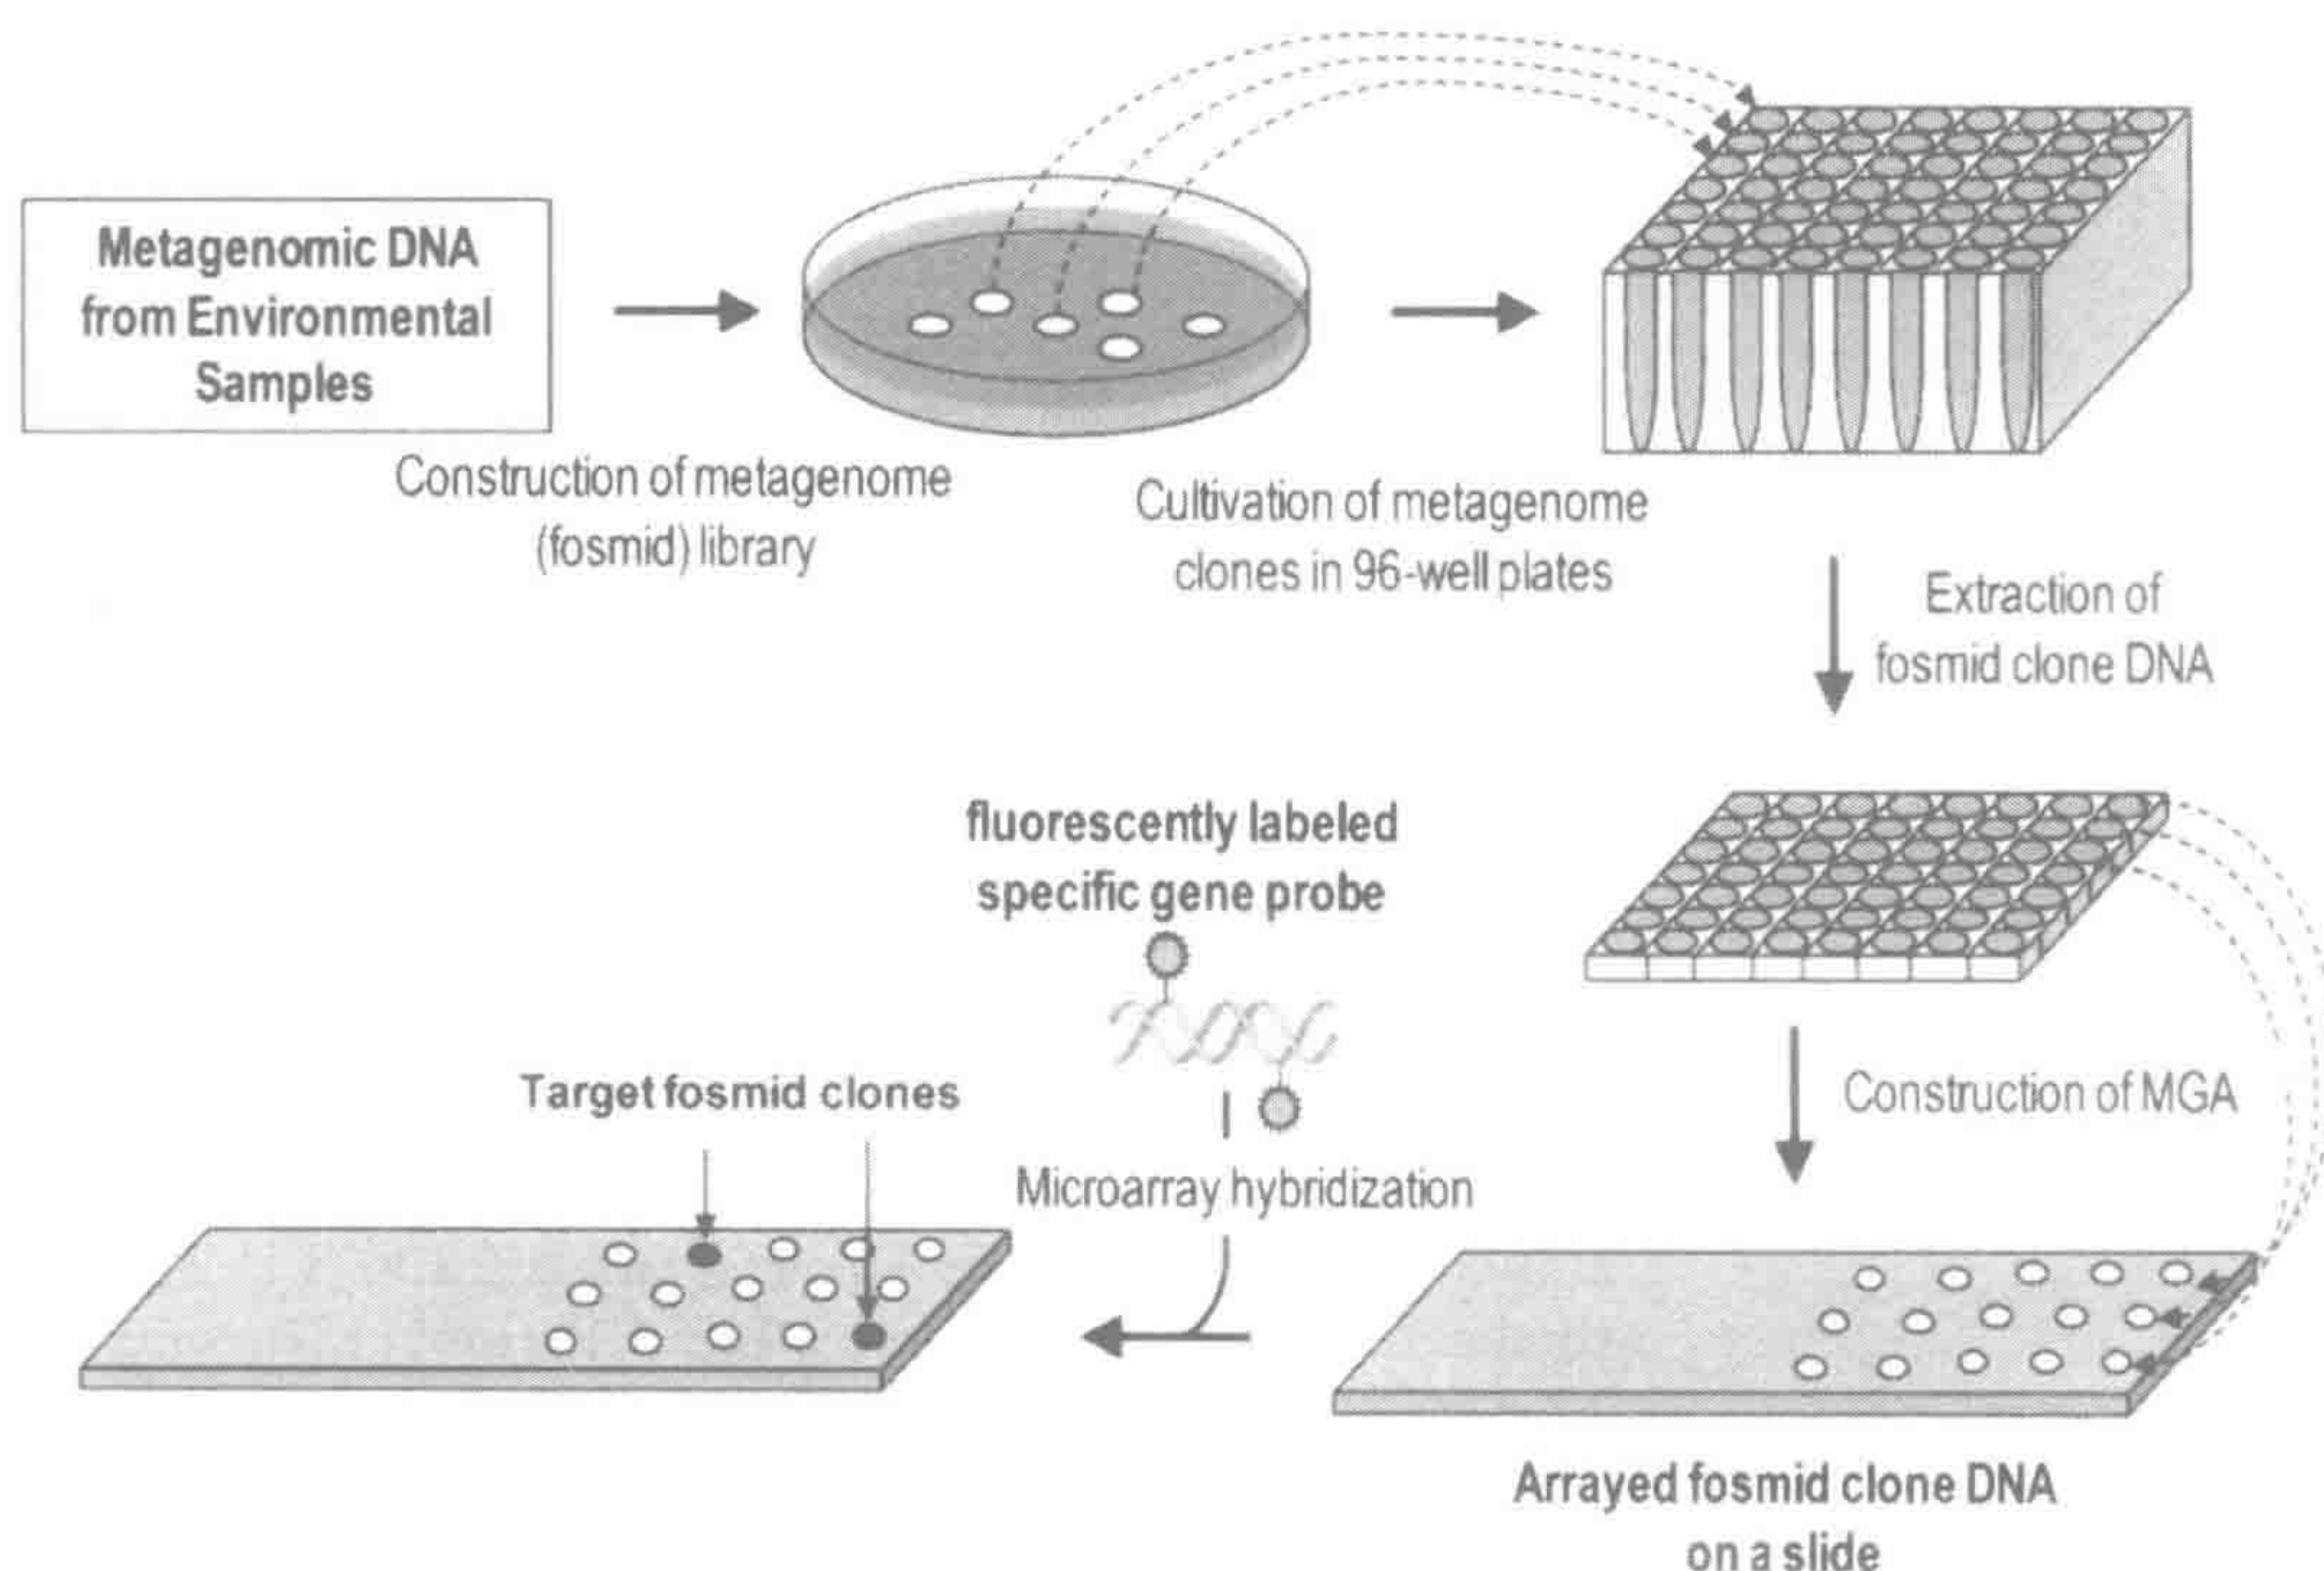 Metagenomic DNA
from Environmental
Samples
Construction of metagenome
(fosmid) library
Cultivation of metagenome
clones in 96-well plates
Extraction of
fosmid clone DNA
Construction of MGA
Arrayed fosmid clone DNA
on a slide
fluorescently labeled
specific gene probe
Microarray hybridization
Target fosmid clones